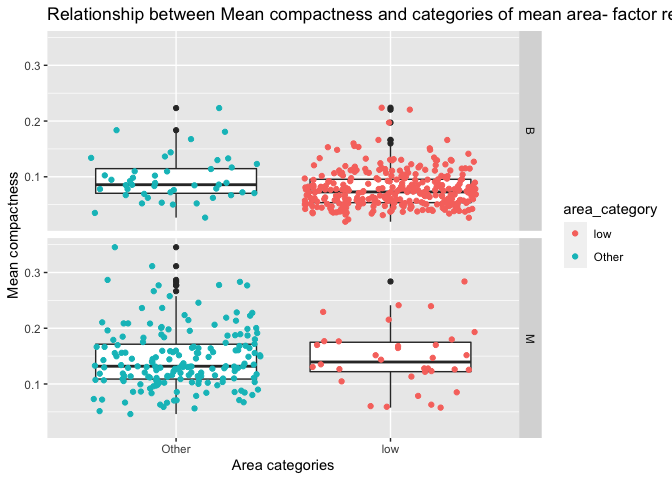 Relationship between Mean compactness and categories of mean area- factor re
0.3
0.2
0.1
B
0.3
0.2
0.1
M
Mean compactness
Other low
Area categories
area_category
low
Other